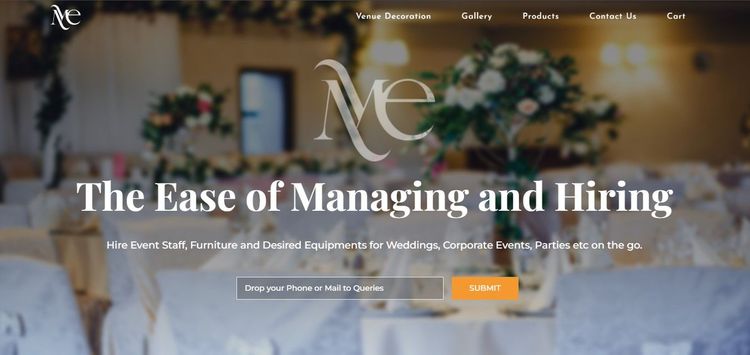 Me
Venue Decoration Gallery Products Contact Us Cart
Me
The Ease of Managing and Hiring
Hire Event Staff, Furniture and Desired Equipments for Weddings, Corporate Events, Parties etc on the go.
Drop your Phone or Mail to Queries SUBMIT